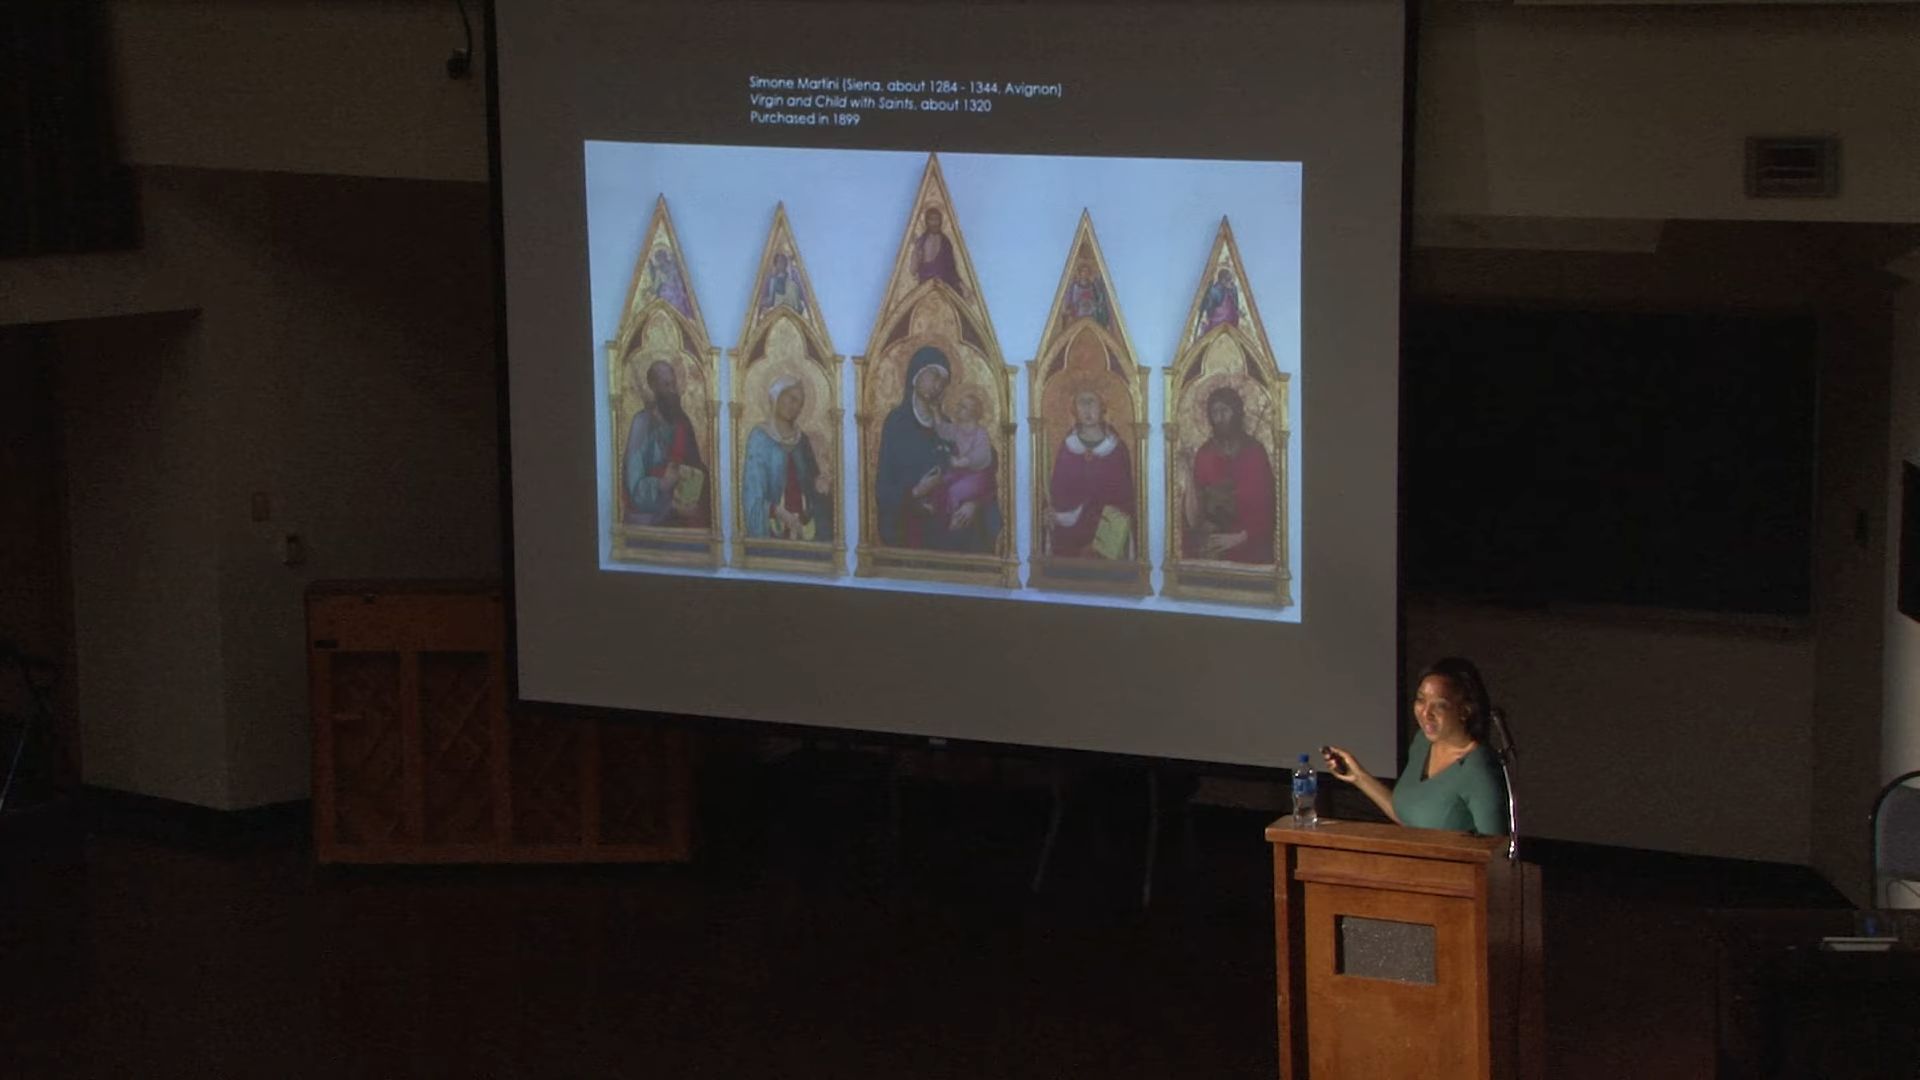 Simone Martini (Siena, about 1284 - 1344, Avignon)
Virgin and Child with Saints, about 1320
Purchased in 1899